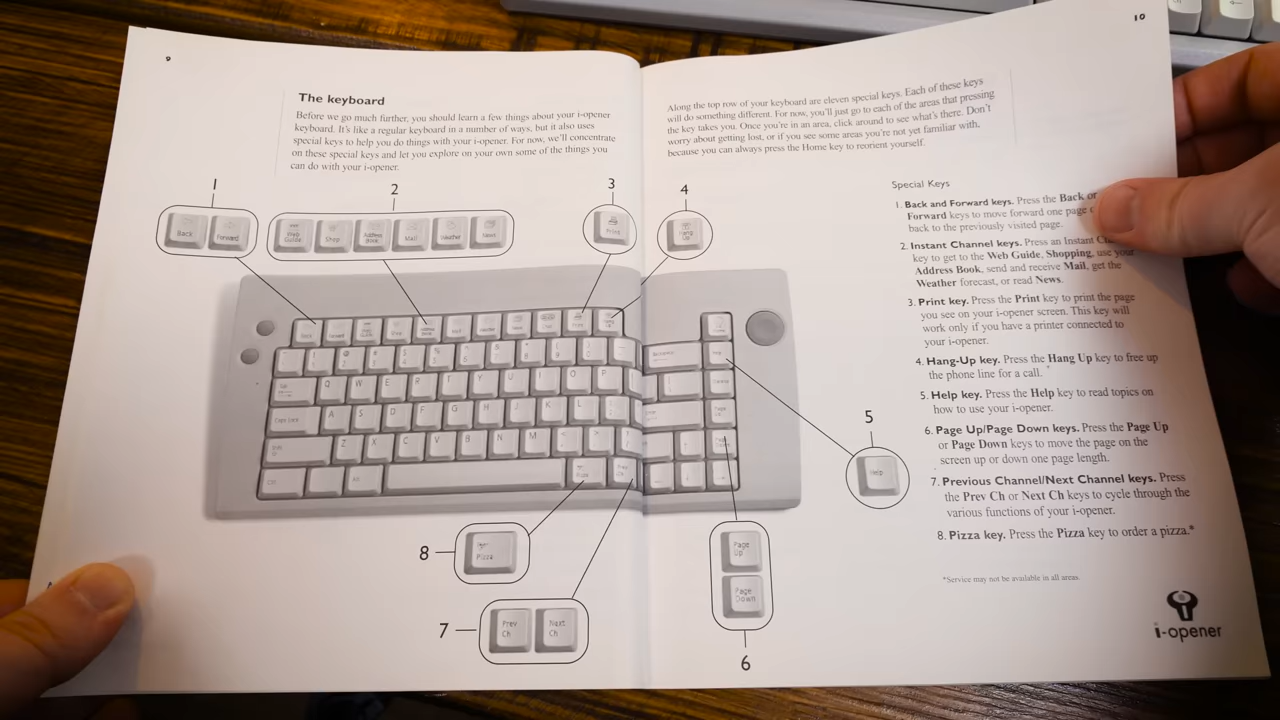 9
The keyboard
Before we go much further, you should learn a few things about your i-opener
keyboard. It's like a regular keyboard in a number of ways, but it also uses
special keys to help you do things with your i-opener. For now, we'll concentrate
on these special keys and let you explore on your own some of the things you
can do with your i-opener.
1
2
3
Back
Forward
Web
Guide
Shop
Address
Book
Mail
Weather
News
Print
Q W E R T Y U I O P
Caps Lock A S D F G H J K L
Z X C V B N M
Alt
8
Pizza
7
Prev
Ch
Next
Ch
10
Along the top row of your keyboard are eleven special keys. Each of these keys
will do something different. For now, you'll just go to each of the areas that pressing
the key takes you. Once you're in an area, click around to see what's there. Don't
worry about getting lost, or if you see some areas you're not yet familiar with,
because you can always press the Home key to reorient yourself.
4
Hang
Up
5
Help
Page
Up
Page
Down
6
Special Keys
1. Back and Forward keys. Press the Back or
Forward keys to move forward one page
back to the previously visited page.
2. Instant Channel keys. Press an Instant
key to get to the Web Guide, Shopping, use your
Address Book, send and receive Mail, get the
Weather forecast, or read News.
3. Print key. Press the Print key to print the page
you see on your i-opener screen. This key will
work only if you have a printer connected to
your i-opener.
4. Hang-Up key. Press the Hang Up key to free up
the phone line for a call.
5. Help key. Press the Help key to read topics on
how to use your i-opener.
6. Page Up/Page Down keys. Press the Page Up
or Page Down keys to move the page on the
screen up or down one page length.
7. Previous Channel/Next Channel keys. Press
the Prev Ch or Next Ch keys to cycle through the
various functions of your i-opener.
8. Pizza key. Press the Pizza key to order a pizza.*
*Service may not be available in all areas.
i-opener